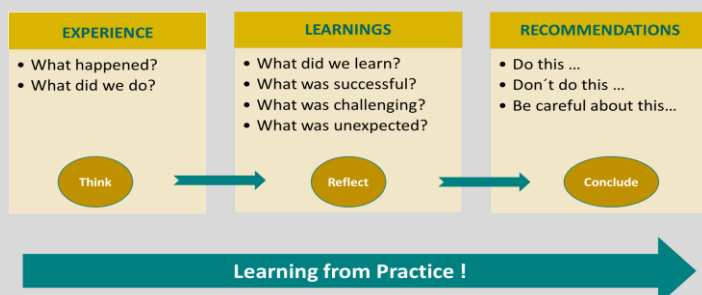 EXPERIENCE
• What happened?
• What did we do?
Think
LEARNINGS
• What did we learn?
• What was successful?
• What was challenging?
• What was unexpected?
Reflect
RECOMMENDATIONS
• Do this ...
• Don´t do this ...
• Be careful about this...
Conclude
Learning from Practice !